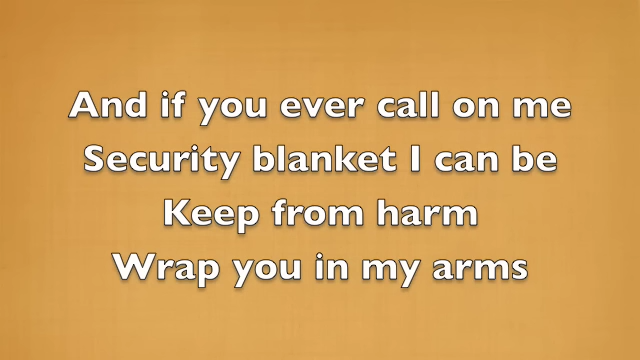 And if you ever call on me
Security blanket I can be
Keep from harm
Wrap you in my arms